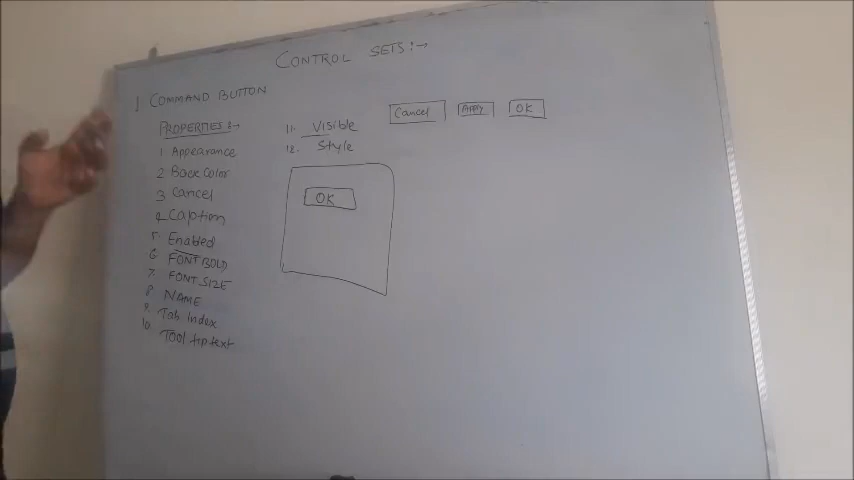 CONTROL SETS:→
1 COMMAND BUTTON
PROPERTIES:→
1 Appearance
2 BackColor
3 Cancel
4 Caption
5. Enabled
6 FONT BOLD
7. FONT SIZE
8 NAME
9. Tab Index
10 Tool tip text
11. Visible
12. Style
Cancel APPLY OK
OK